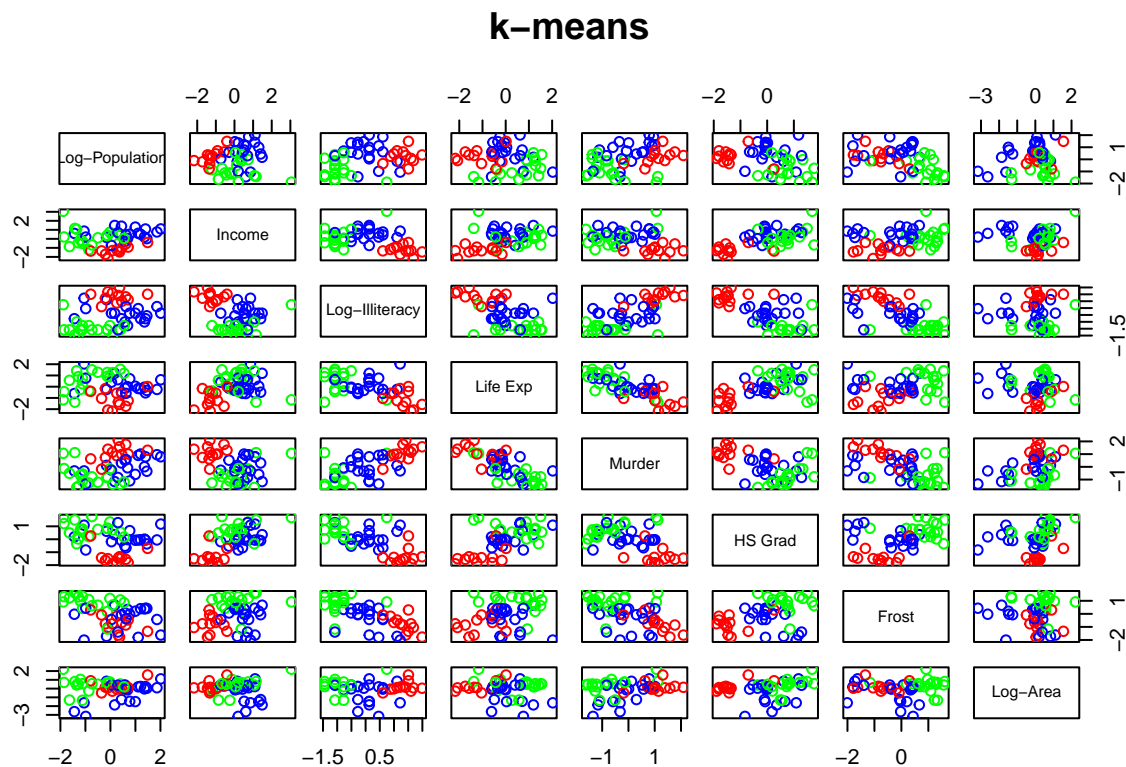 k−means
−2 0 2 −2 0 2 −2 0 −3 0 2
Log−Population 1 −2
2 −2 Income
Log−Illiteracy −1.5
2 −2 Life Exp
Murder 2 −1
1 −2 HS Grad
Frost 1 −2
2 −3 Log−Area
−2 0 2 −1.5 0.5 −1 1 −2 0